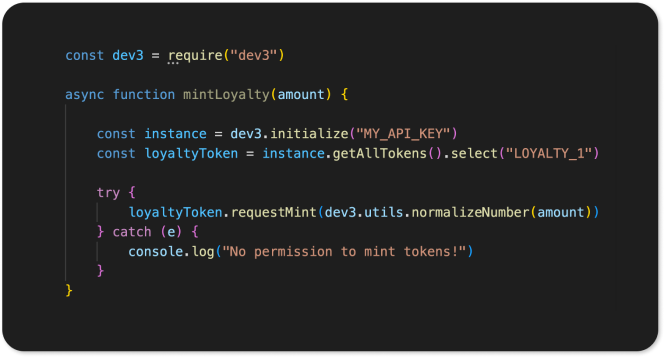 const dev3 = require("dev3")
async function mintLoyalty(amount) {
const instance = dev3.initialize("MY_API_KEY")
const loyaltyToken = instance.getAllTokens().select("LOYALTY_1")
try {
loyaltyToken.requestMint(dev3.utils.normalizeNumber(amount))
} catch (e) {
console.log("No permission to mint tokens!")
}
}